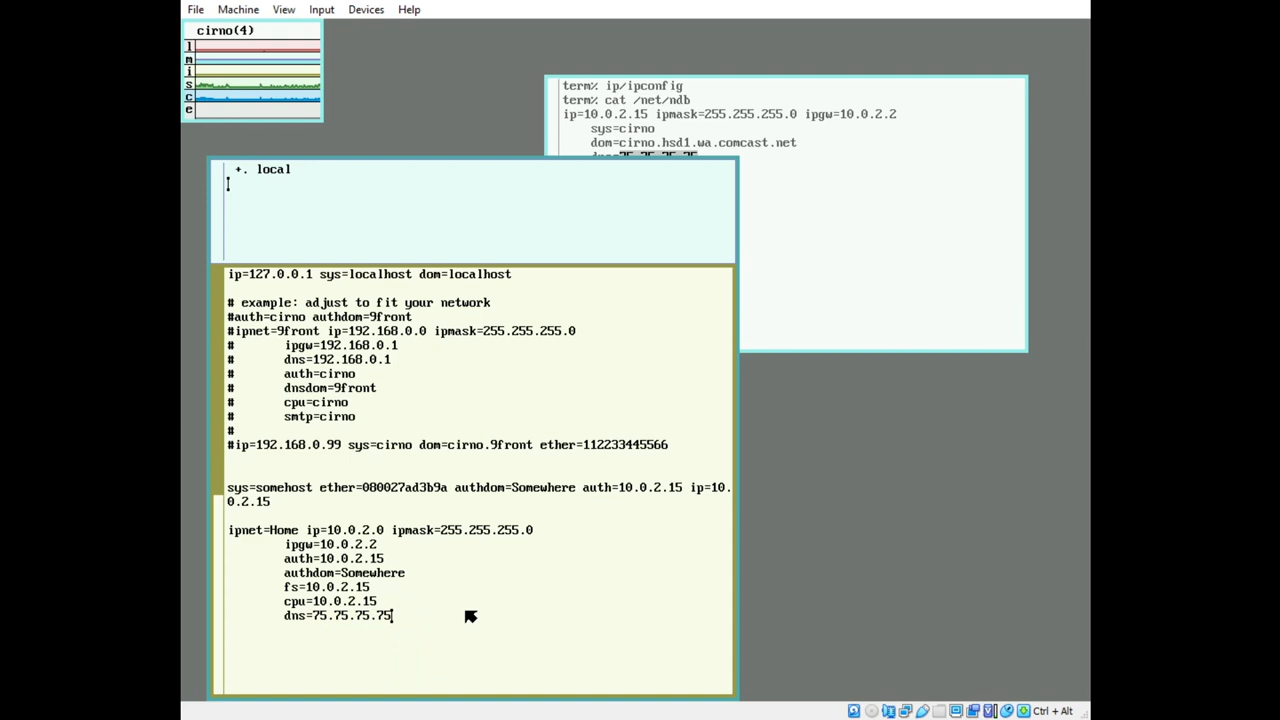 File Machine View Input Devices Help
cirno(4)
l
m
i
s
c
e
term% ip/ipconfig
term% cat /net/ndb
ip=10.0.2.15 ipmask=255.255.255.0 ipgw=10.0.2.2
sys=cirno
dom=cirno.hsd1.wa.comcast.net
+. local
ip=127.0.0.1 sys=localhost dom=localhost
# example: adjust to fit your network
#auth=cirno authdom=9front
#ipnet=9front ip=192.168.0.0 ipmask=255.255.255.0
# ipgw=192.168.0.1
# dns=192.168.0.1
# auth=cirno
# dnsdom=9front
# cpu=cirno
# smtp=cirno
#
#ip=192.168.0.99 sys=cirno dom=cirno.9front ether=112233445566
sys=somehost ether=080027ad3b9a authdom=Somewhere auth=10.0.2.15 ip=10.
0.2.15
ipnet=Home ip=10.0.2.0 ipmask=255.255.255.0
ipgw=10.0.2.2
auth=10.0.2.15
authdom=Somewhere
fs=10.0.2.15
cpu=10.0.2.15
dns=75.75.75.75
Ctrl + Alt